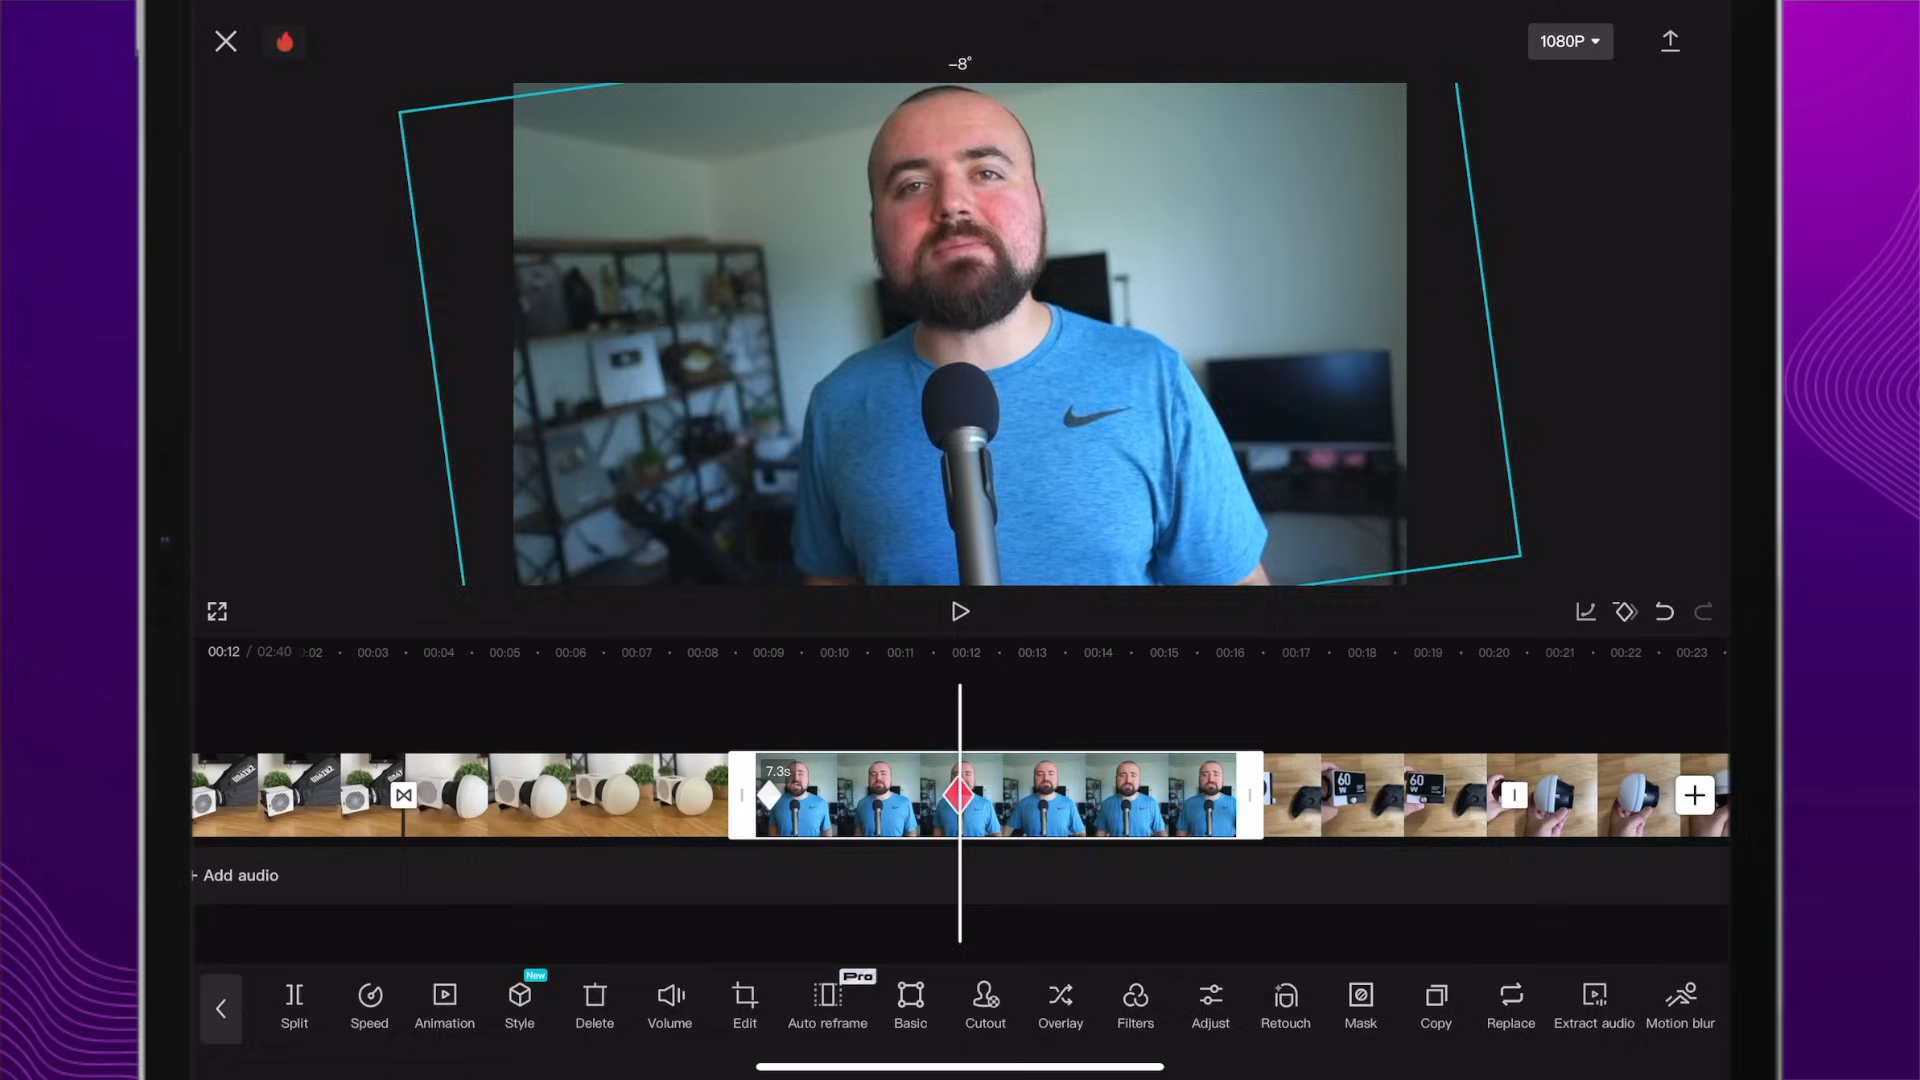 1080P
–8°
00:12 / 02:40 :02 00:03 00:04 00:05 00:06 00:07 00:08 00:09 00:10 00:11 00:12 00:13 00:14 00:15 00:16 00:17 00:18 00:19 00:20 00:21 00:22 00:23
7.3s
60 W 60 W
Add audio
New Pro
Split Speed Animation Style Delete Volume Edit Auto reframe Basic Cutout Overlay Filters Adjust Retouch Mask Copy Replace Extract audio Motion blur